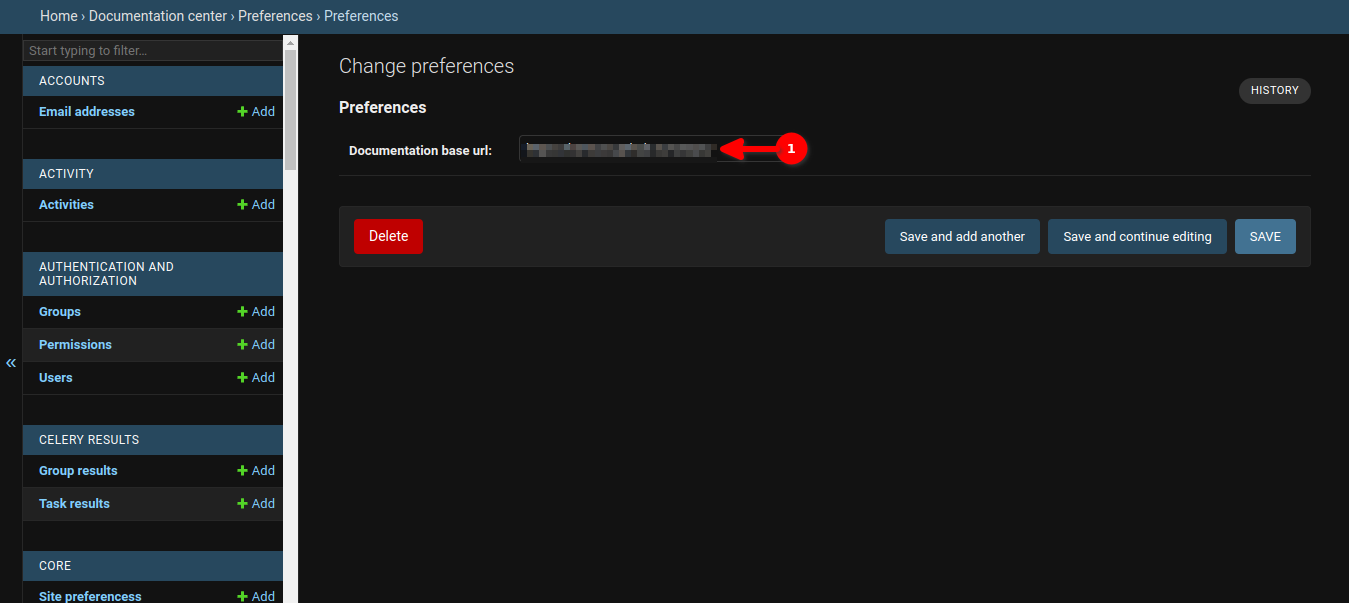 Home › Documentation center › Preferences › Preferences
Start typing to filter...
ACCOUNTS
Email addresses Add
ACTIVITY
Activities Add
AUTHENTICATION AND
AUTHORIZATION
Groups Add
Permissions Add
Users Add
CELERY RESULTS
Group results Add
Task results Add
CORE
Site preferencess Add
«
Change preferences
HISTORY
Preferences
Documentation base url:
1
Delete
Save and add another
Save and continue editing
SAVE